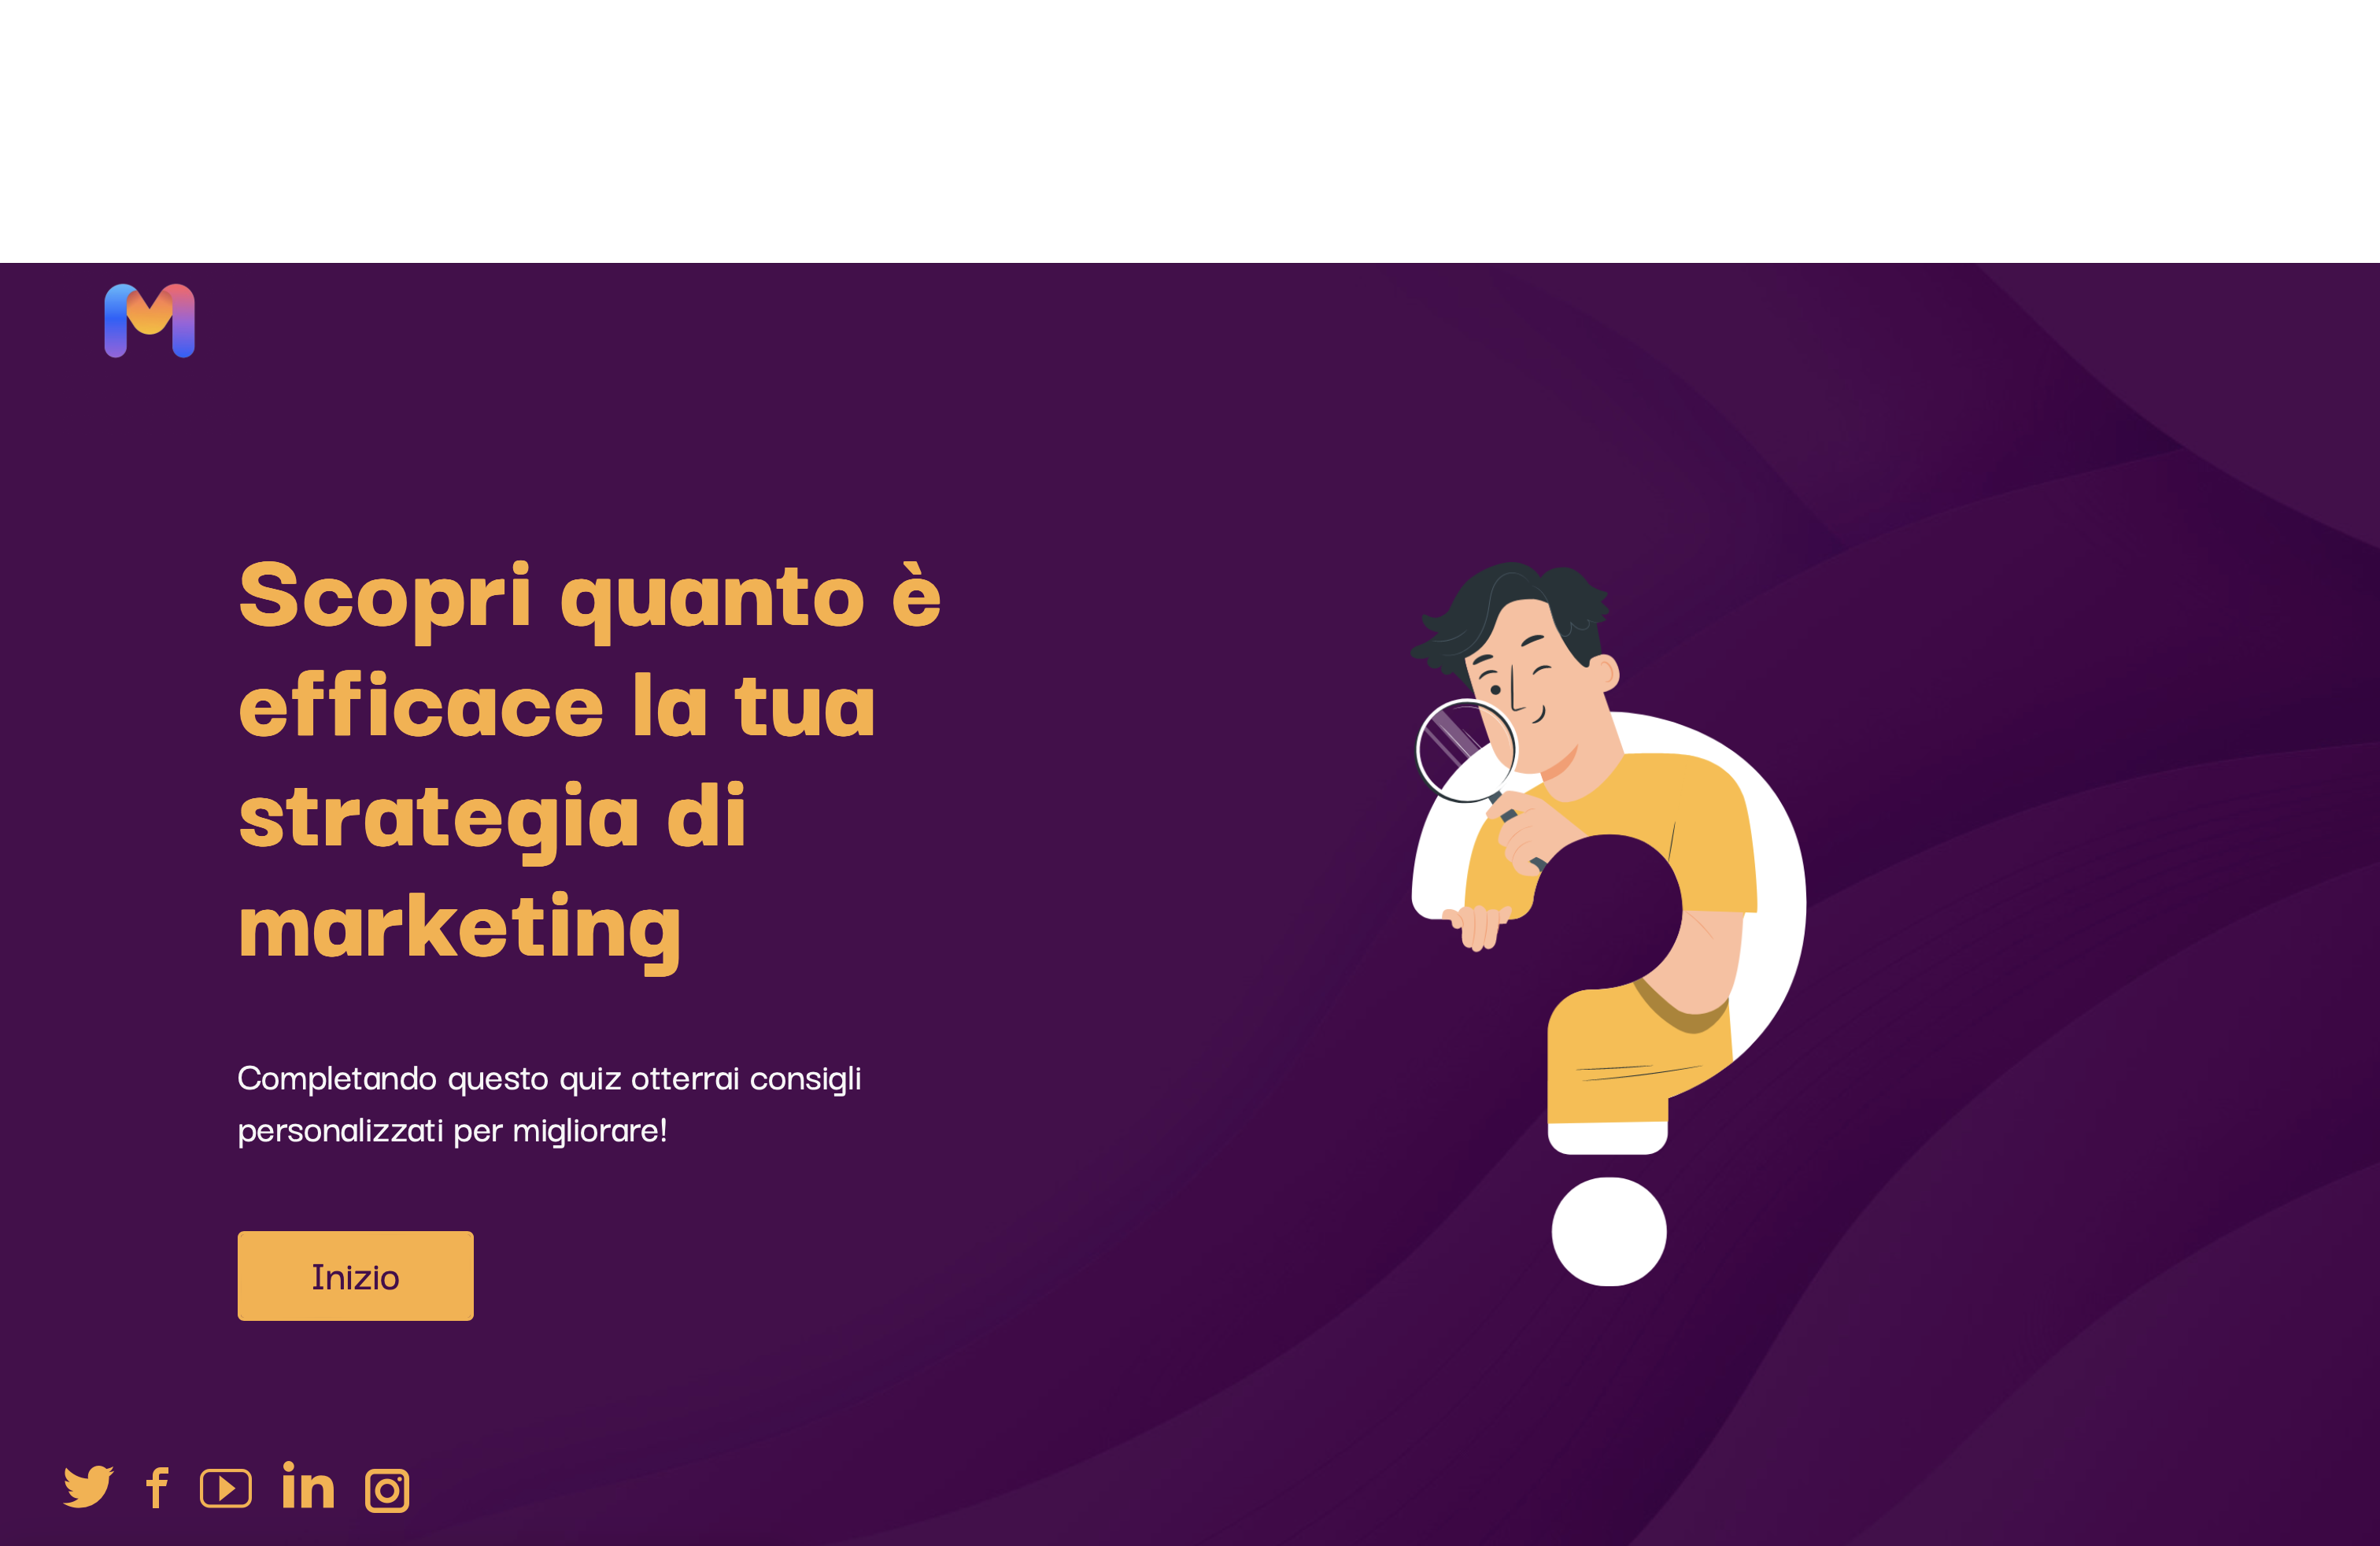 M
Scopri quanto è
efficace la tua
strategia di
marketing
Completando questo quiz otterrai consigli
personalizzati per migliorare!
Inizio